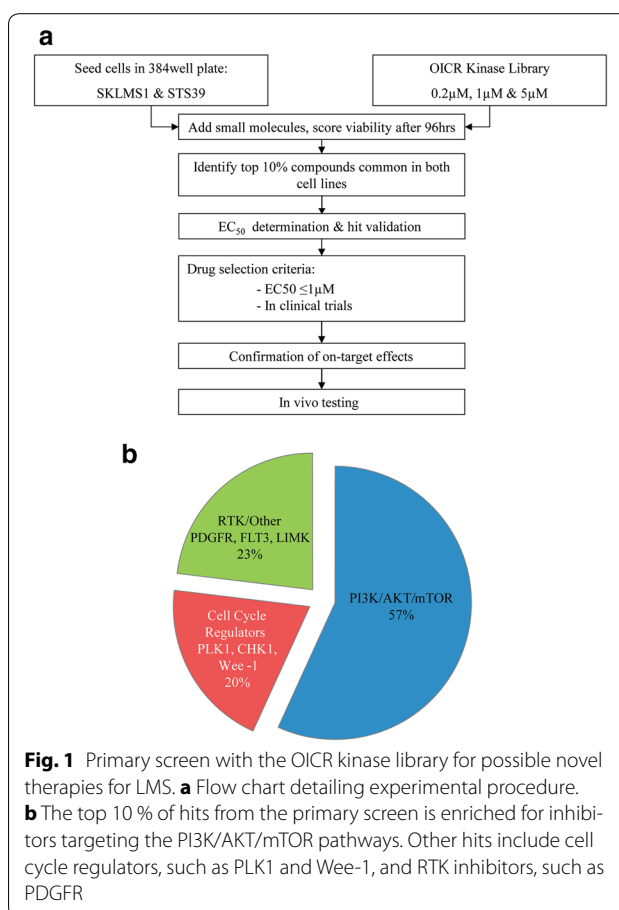 a
Seed cells in 384well plate:
SKLMS1 & STS39
OICR Kinase Library
0.2µM, 1µM & 5µM
Add small molecules, score viability after 96hrs
Identify top 10% compounds common in both
cell lines
EC50 determination & hit validation
Drug selection criteria:
- EC50 ≤1µM
- In clinical trials
Confirmation of on-target effects
In vivo testing
b
RTK/Other
PDGFR, FLT3, LIMK
23%
PI3K/AKT/mTOR
57%
Cell Cycle
Regulators
PLK1, CHK1,
Wee -1
20%
Fig. 1 Primary screen with the OICR kinase library for possible novel
therapies for LMS. a Flow chart detailing experimental procedure.
b The top 10 % of hits from the primary screen is enriched for inhibi-
tors targeting the PI3K/AKT/mTOR pathways. Other hits include cell
cycle regulators, such as PLK1 and Wee-1, and RTK inhibitors, such as
PDGFR